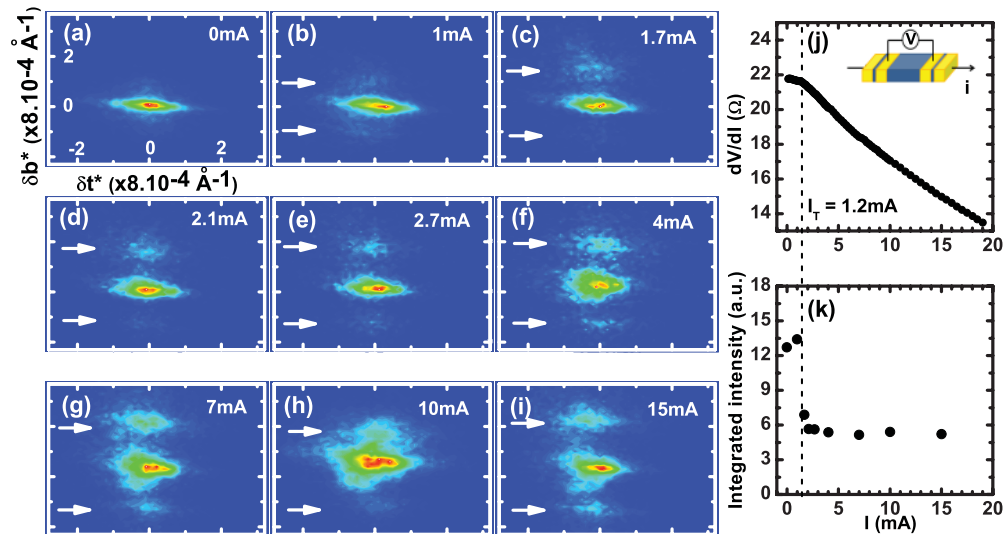 (a) 0mA
(b) 1mA
(c) 1.7mA
2
0
-2 0 2
δb* (x8.10-4 Å-1)
δt* (x8.10-4 Å-1)
(d) 2.1mA
(e) 2.7mA
(f) 4mA
(g) 7mA
(h) 10mA
(i) 15mA
(j)
V
i
24
22
20
18
16
14
dV/dI (Ω)
I_T = 1.2mA
0 5 10 15 20
(k)
18
15
12
9
6
3
0
Integrated intensity (a.u.)
0 5 10 15 20
I (mA)